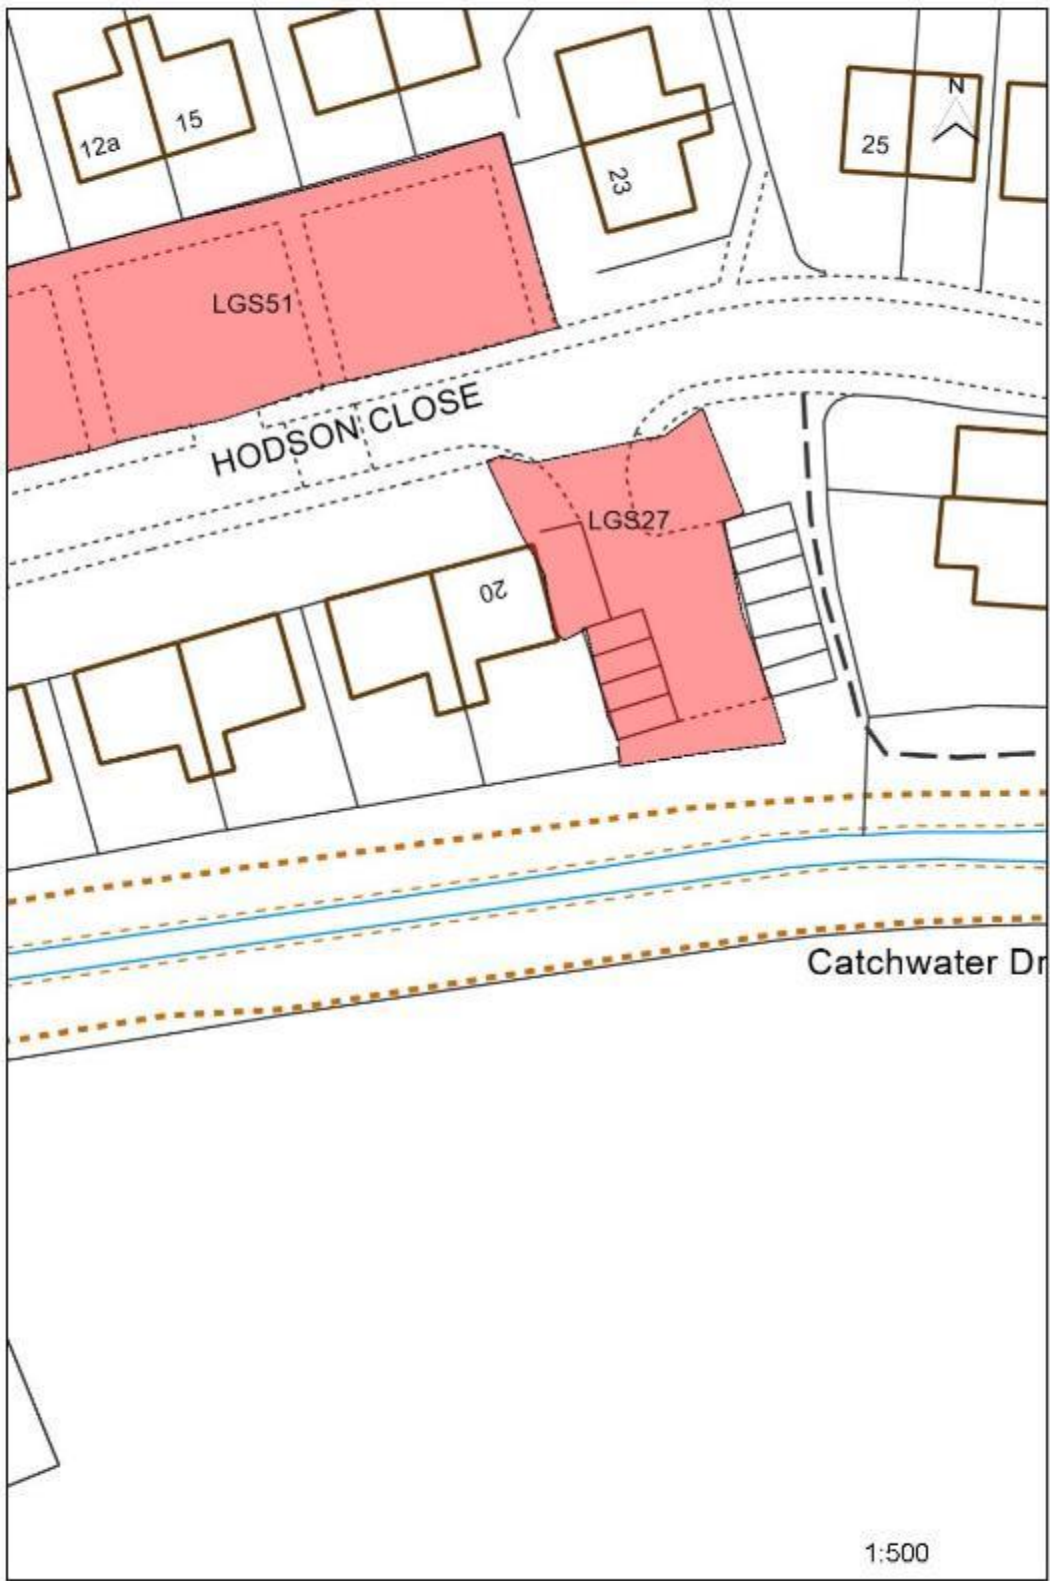 12a
15
23
25
N
LGS51
HODSON CLOSE
LGS27
20
Catchwater Dr
1:500